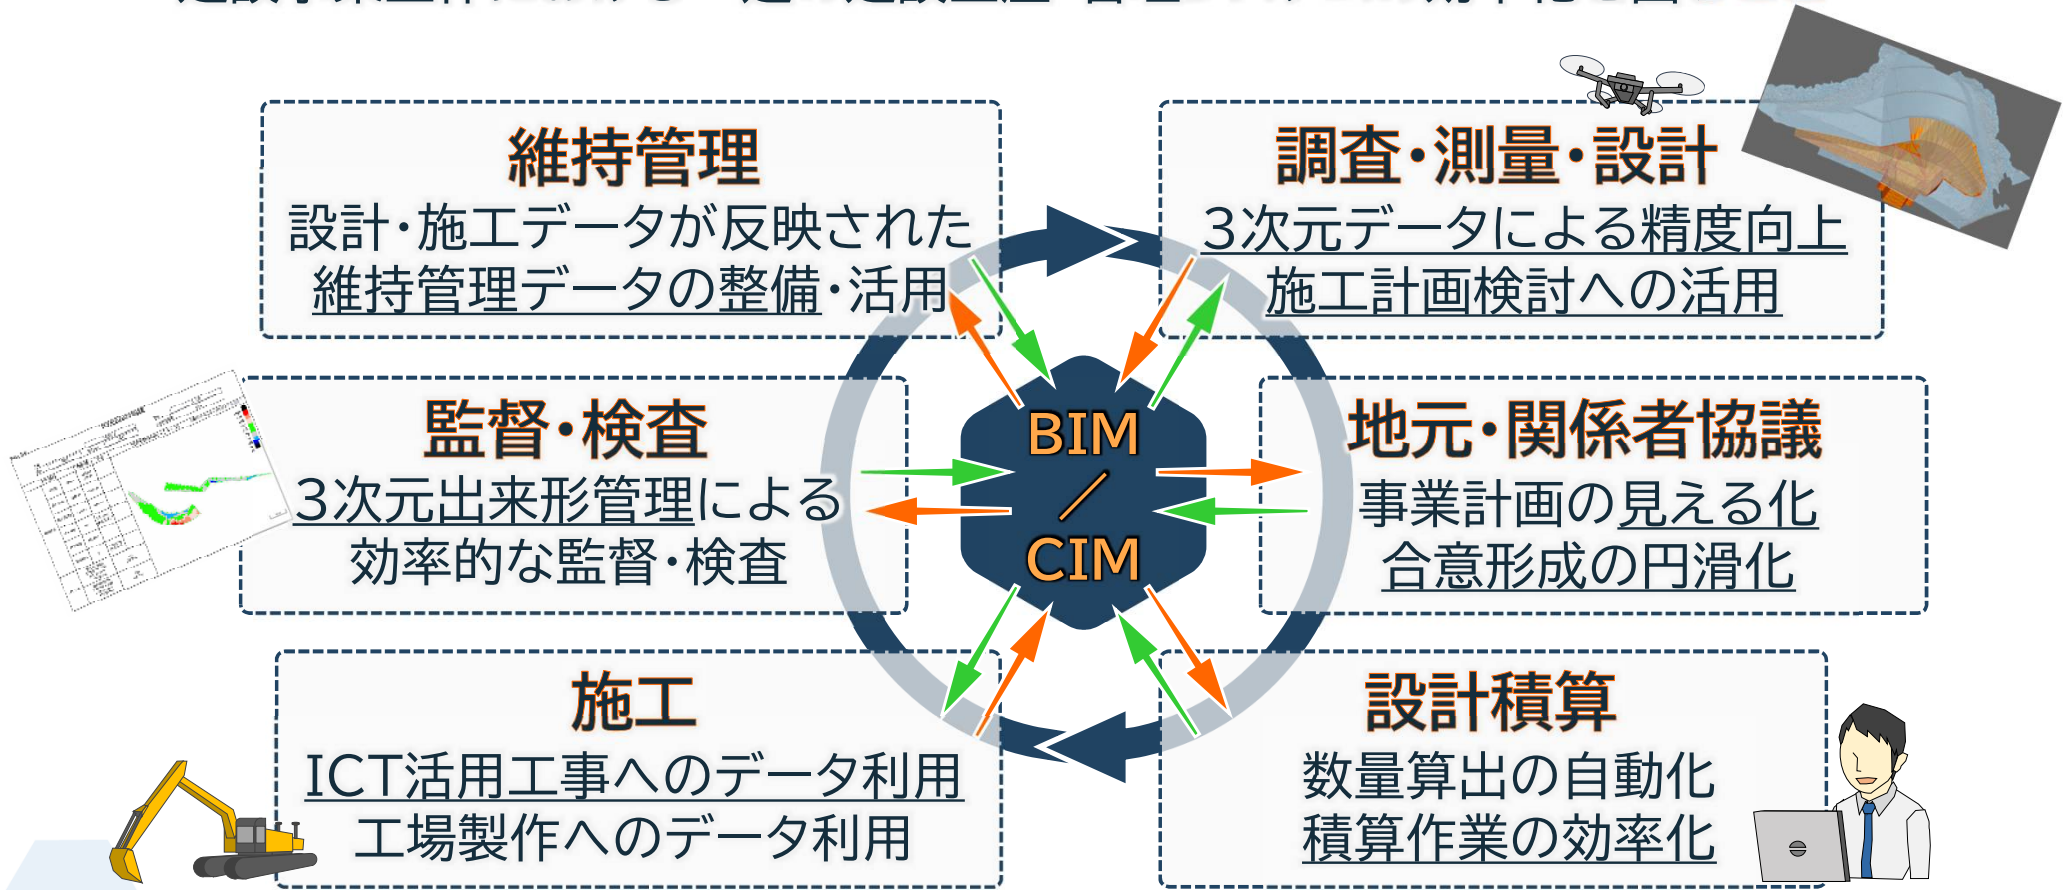 維持管理
設計・施工データが反映された
維持管理データの整備・活用
調査・測量・設計
3次元データによる精度向上
施工計画検討への活用
監督・検査
3次元出来形管理による
効率的な監督・検査
BIM
／
CIM
地元・関係者協議
事業計画の見える化
合意形成の円滑化
施工
ICT活用工事へのデータ利用
工場製作へのデータ利用
設計積算
数量算出の自動化
積算作業の効率化